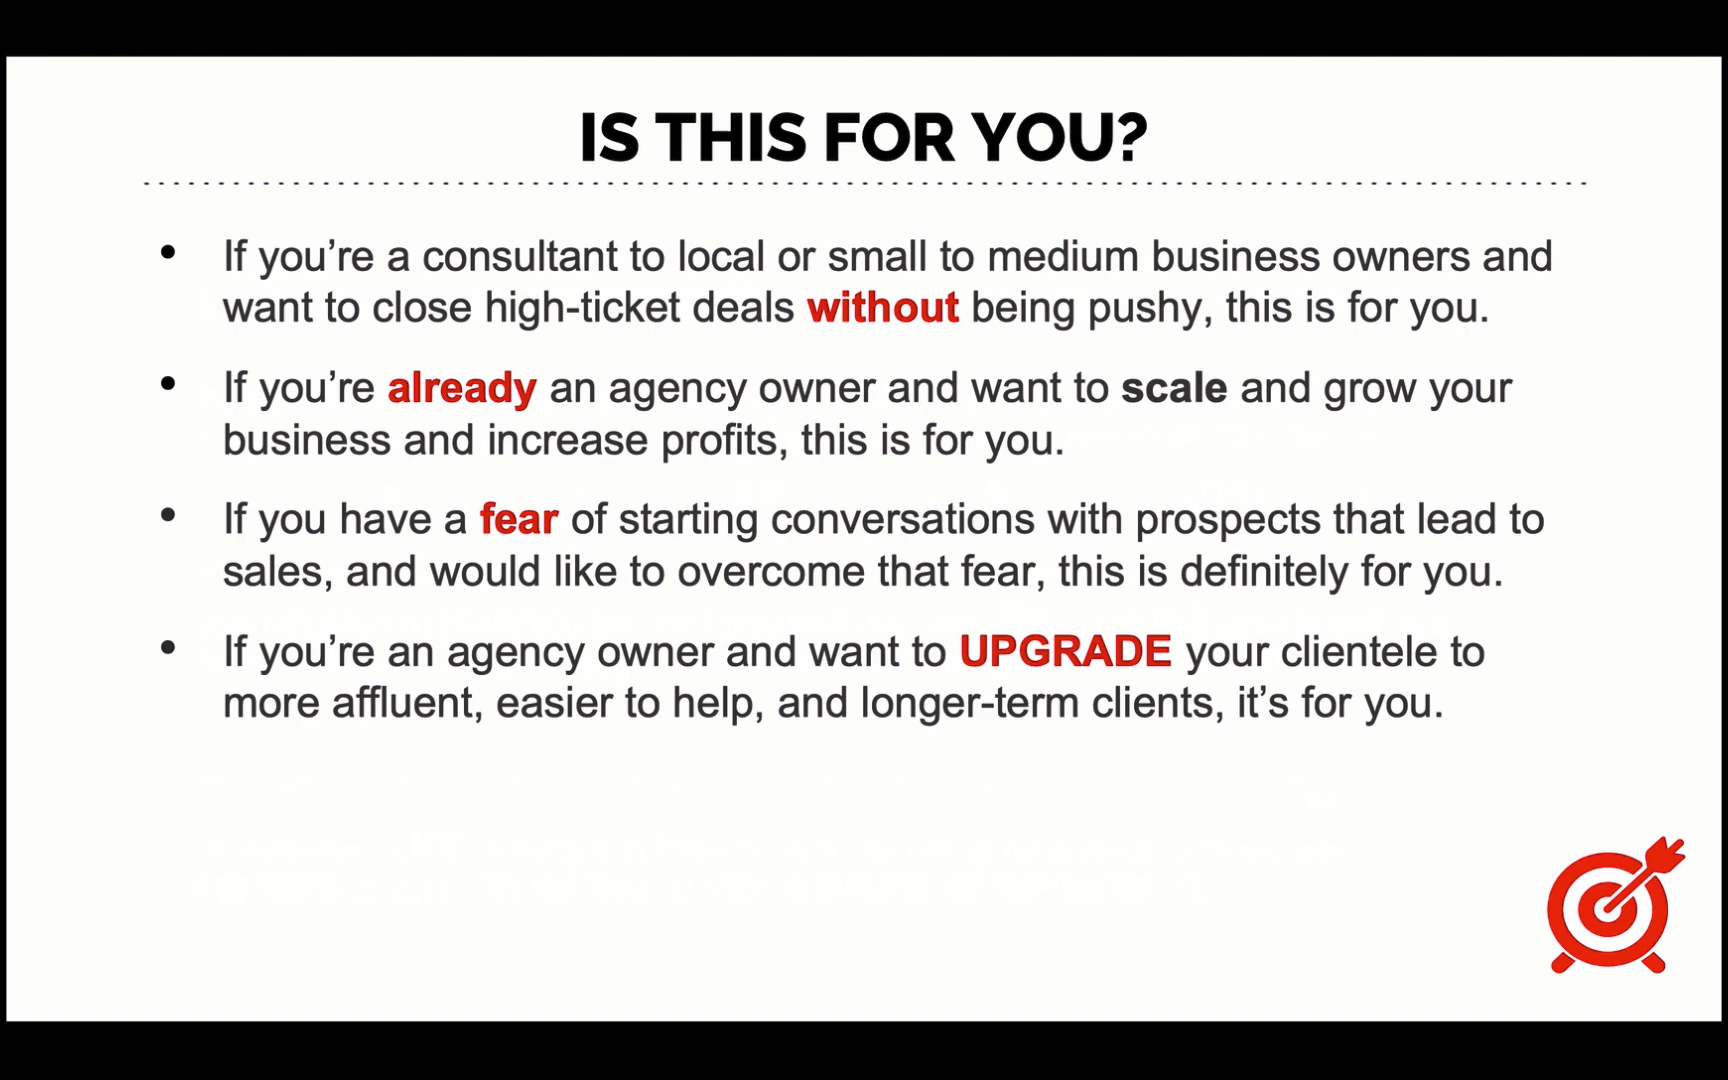 IS THIS FOR YOU?
• If you’re a consultant to local or small to medium business owners and
want to close high-ticket deals without being pushy, this is for you.
• If you’re already an agency owner and want to scale and grow your
business and increase profits, this is for you.
• If you have a fear of starting conversations with prospects that lead to
sales, and would like to overcome that fear, this is definitely for you.
• If you’re an agency owner and want to UPGRADE your clientele to
more affluent, easier to help, and longer-term clients, it’s for you.